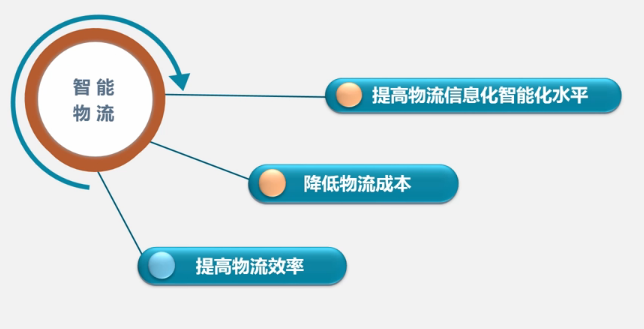 智能
物流
提高物流信息化智能化水平
降低物流成本
提高物流效率